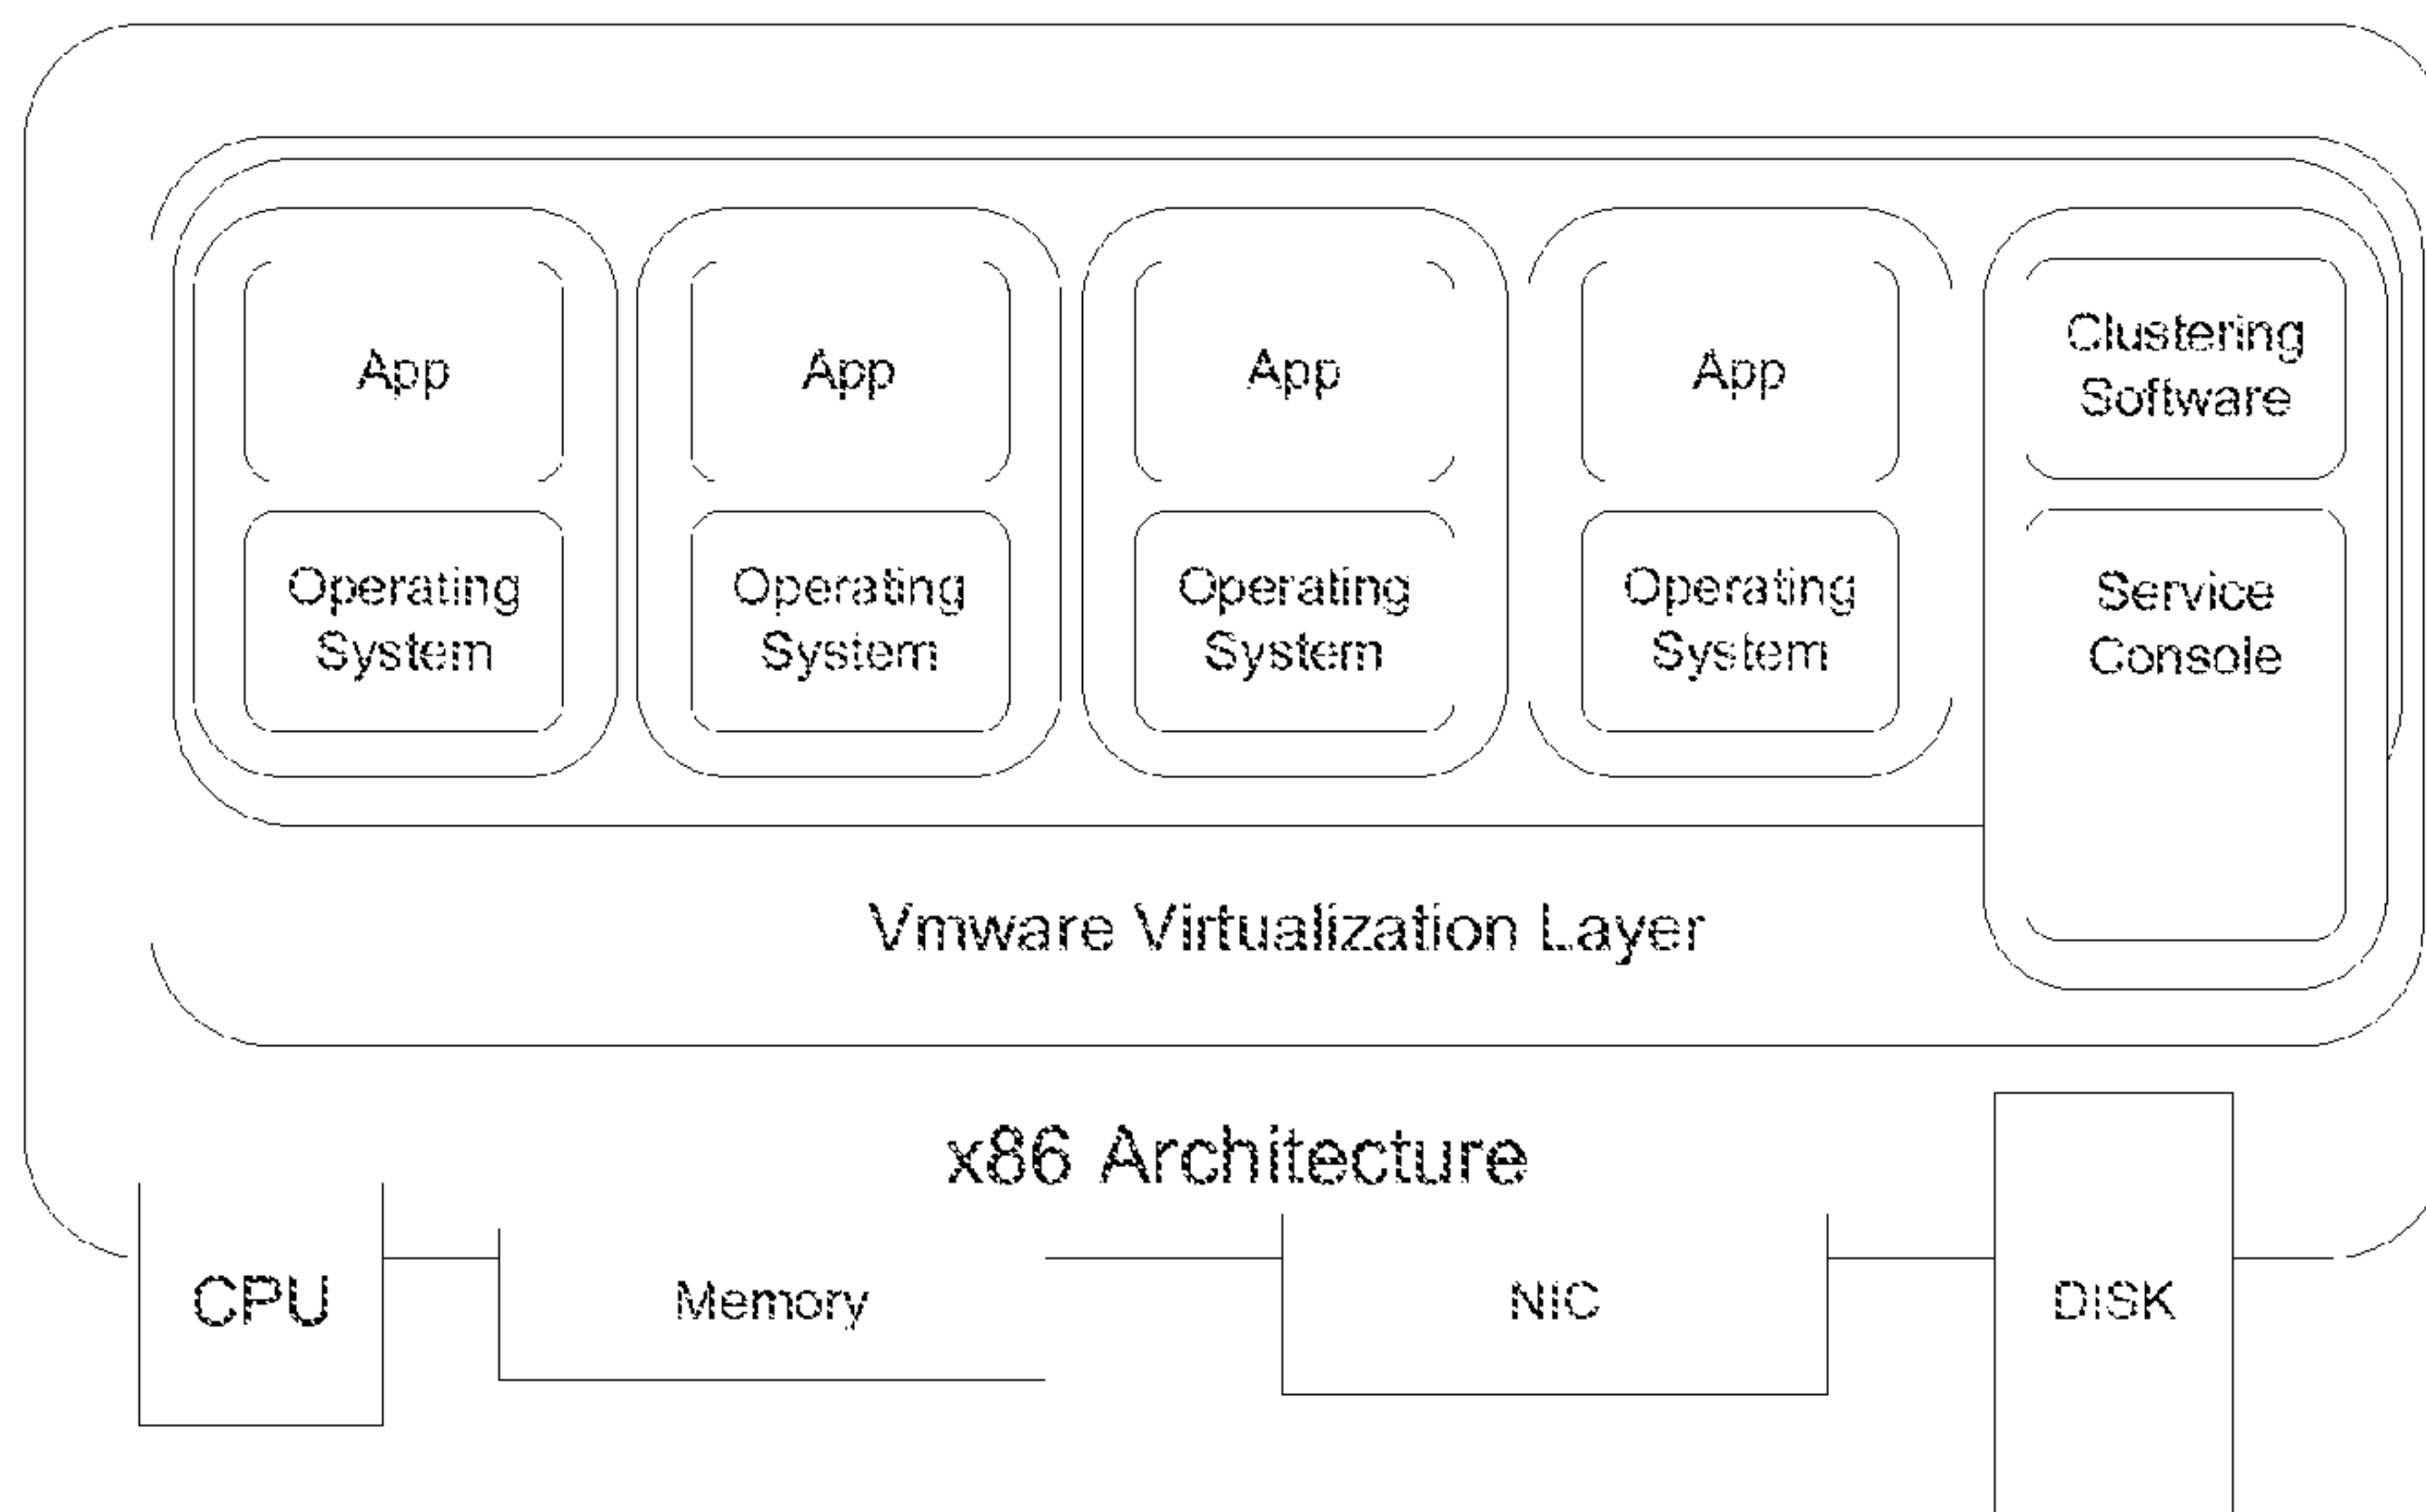 App
App
App
App
Clustering
Software
Operating
System
Operating
System
Operating
System
Operating
System
Service
Console
Vmware Virtualization Layer
x86 Architecture
CPU
Memory
NIC
DISK